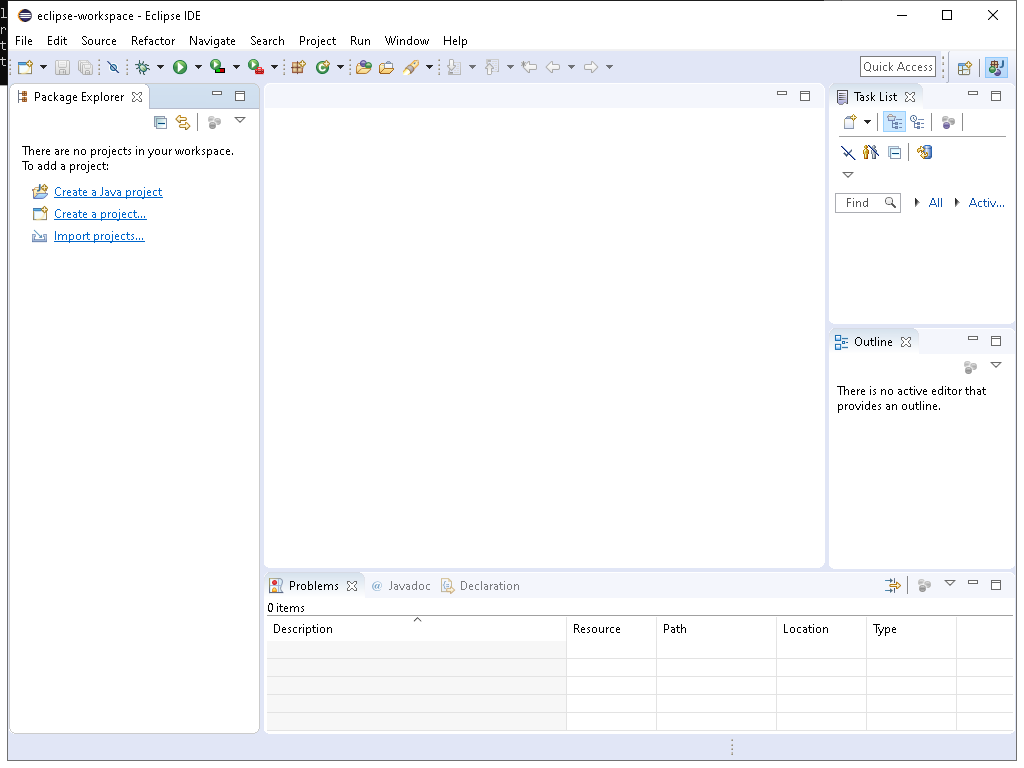 eclipse-workspace - Eclipse IDE
File Edit Source Refactor Navigate Search Project Run Window Help
Quick Access
Package Explorer
There are no projects in your workspace.
To add a project:
Create a Java project
Create a project...
Import projects...
Task List
Find All Activ...
Outline
There is no active editor that
provides an outline.
Problems @ Javadoc Declaration
0 items
Description Resource Path Location Type